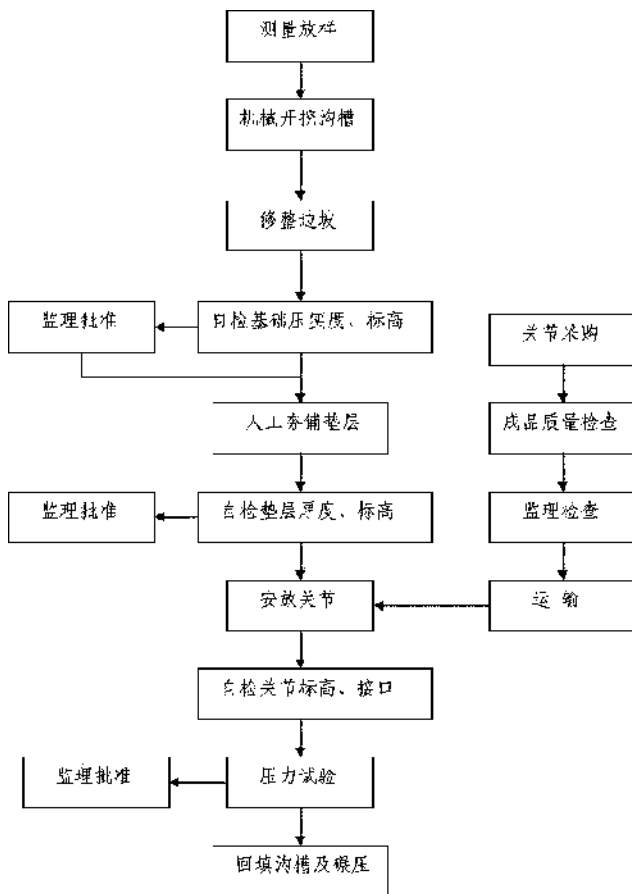 测量放样
机械开挖沟槽
修整边坡
监理批准
自检基础压实度、标高
关节采购
人工夯铺垫层
成品质量检查
监理批准
自检垫层厚度、标高
监理检查
安放关节
运 输
自检关节标高、接口
监理批准
压力试验
回填沟槽及碾压